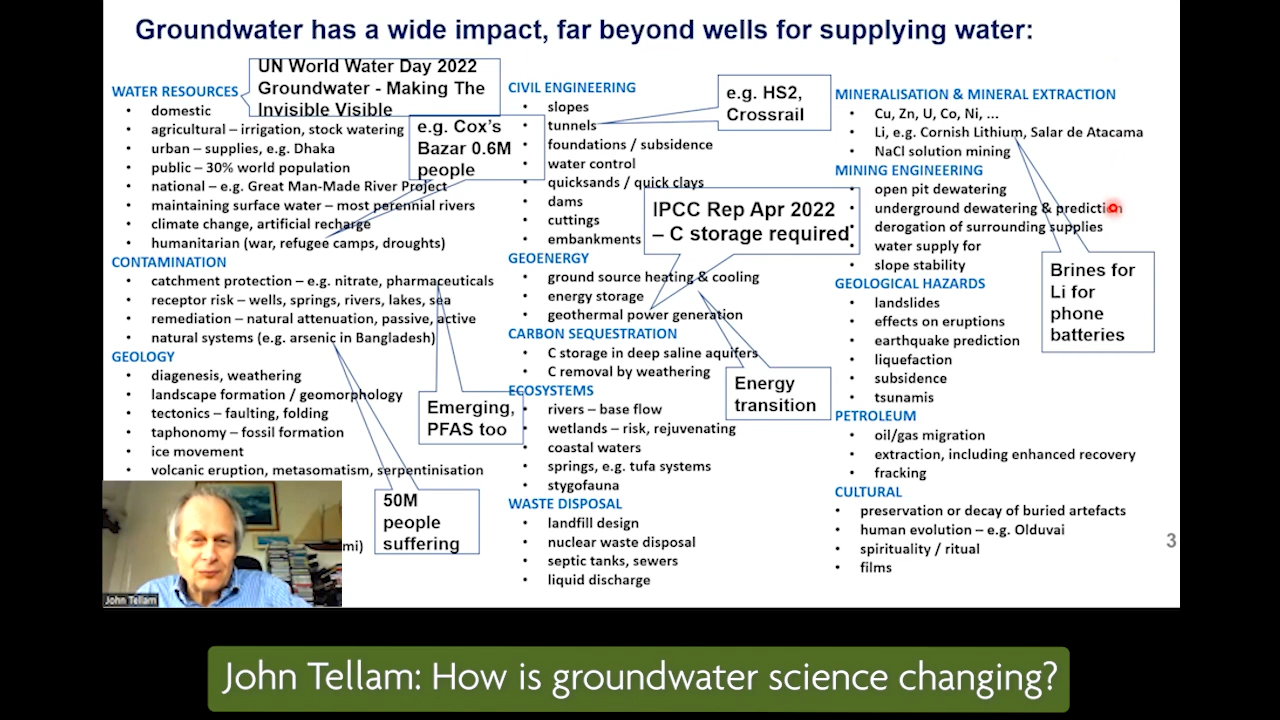 Groundwater has a wide impact, far beyond wells for supplying water:
WATER RESOURCES
• domestic
• agricultural – irrigation, stock watering
• urban – supplies, e.g. Dhaka
• public – 30% world population
• national – e.g. Great Man-Made River Project
• maintaining surface water – most perennial rivers
• climate change, artificial recharge
• humanitarian (war, refugee camps, droughts)
CONTAMINATION
• catchment protection – e.g. nitrate, pharmaceuticals
• receptor risk – wells, springs, rivers, lakes, sea
• remediation – natural attenuation, passive, active
• natural systems (e.g. arsenic in Bangladesh)
GEOLOGY
• diagenesis, weathering
• landscape formation / geomorphology
• tectonics – faulting, folding
• taphonomy – fossil formation
• ice movement
• volcanic eruption, metasomatism, serpentinisation
mi)
UN World Water Day 2022
Groundwater - Making The
Invisible Visible
e.g. Cox's
Bazar 0.6M
people
Emerging,
PFAS too
50M
people
suffering
CIVIL ENGINEERING
• slopes
• tunnels
• foundations / subsidence
• water control
• quicksands / quick clays
• dams
• cuttings
• embankments
GEOENERGY
• ground source heating & cooling
• energy storage
• geothermal power generation
CARBON SEQUESTRATION
• C storage in deep saline aquifers
• C removal by weathering
ECOSYSTEMS
• rivers – base flow
• wetlands – risk, rejuvenating
• coastal waters
• springs, e.g. tufa systems
• stygofauna
WASTE DISPOSAL
• landfill design
• nuclear waste disposal
• septic tanks, sewers
• liquid discharge
e.g. HS2,
Crossrail
IPCC Rep Apr 2022
– C storage required
Energy
transition
MINERALISATION & MINERAL EXTRACTION
• Cu, Zn, U, Co, Ni, ...
• Li, e.g. Cornish Lithium, Salar de Atacama
• NaCl solution mining
MINING ENGINEERING
• open pit dewatering
• underground dewatering & prediction
• derogation of surrounding supplies
• water supply for
• slope stability
GEOLOGICAL HAZARDS
• landslides
• effects on eruptions
• earthquake prediction
• liquefaction
• subsidence
• tsunamis
PETROLEUM
• oil/gas migration
• extraction, including enhanced recovery
• fracking
CULTURAL
• preservation or decay of buried artefacts
• human evolution – e.g. Olduvai
• spirituality / ritual
• films
Brines for
Li for
phone
batteries
3
John Tellam
John Tellam: How is groundwater science changing?